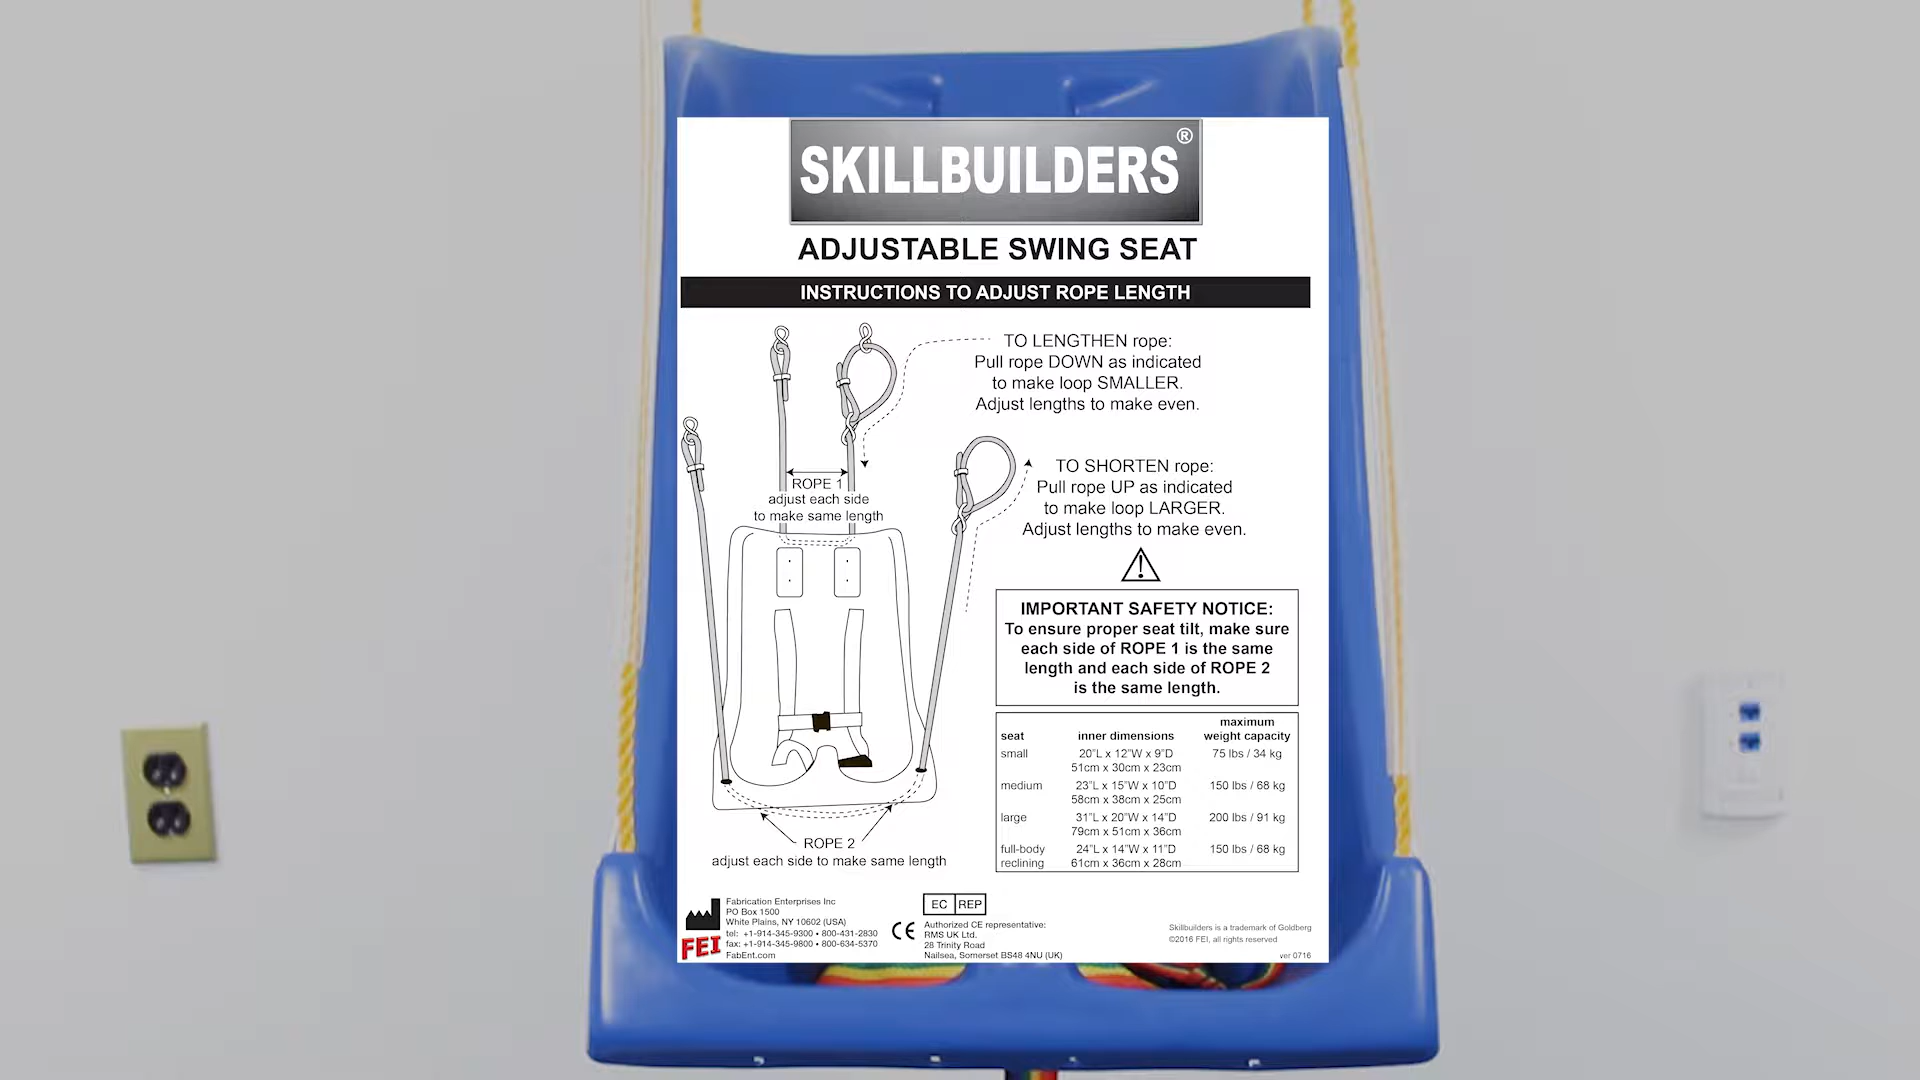 SKILLBUILDERS®
ADJUSTABLE SWING SEAT
INSTRUCTIONS TO ADJUST ROPE LENGTH
TO LENGTHEN rope:
Pull rope DOWN as indicated
to make loop SMALLER.
Adjust lengths to make even.
TO SHORTEN rope:
Pull rope UP as indicated
to make loop LARGER.
Adjust lengths to make even.
ROPE 1
adjust each side
to make same length
IMPORTANT SAFETY NOTICE:
To ensure proper seat tilt, make sure
each side of ROPE 1 is the same
length and each side of ROPE 2
is the same length.
seat inner dimensions maximum weight capacity
small 20"L x 12"W x 9"D 75 lbs / 34 kg
51cm x 30cm x 23cm
medium 23"L x 15"W x 10"D 150 lbs / 68 kg
58cm x 38cm x 25cm
large 31"L x 20"W x 14"D 200 lbs / 91 kg
79cm x 51cm x 36cm
full-body 24"L x 14"W x 11"D 150 lbs / 68 kg
reclining 61cm x 36cm x 28cm
ROPE 2
adjust each side to make same length
FEI
Fabrication Enterprises Inc
PO Box 1500
White Plains, NY 10602 (USA)
tel: +1-914-345-9300 • 800-431-2830
fax: +1-914-345-9800 • 800-634-5370
FabEnt.com
CE
EC REP
Authorized CE representative:
RMS UK Ltd.
28 Trinity Road
Nailsea, Somerset BS48 4NU (UK)
Skillbuilders is a trademark of Goldberg
©2016 FEI, all rights reserved
ver 0716